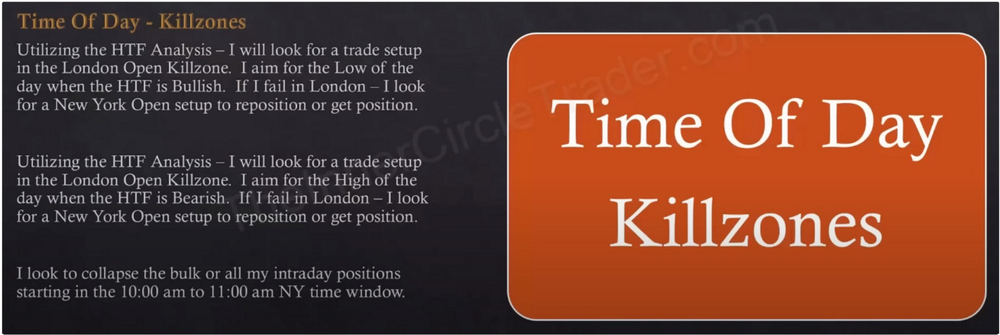 Time Of Day - Killzones
Utilizing the HTF Analysis – I will look for a trade setup
in the London Open Killzone.  I aim for the Low of the
day when the HTF is Bullish.  If I fail in London – I look
for a New York Open setup to reposition or get position.
Utilizing the HTF Analysis – I will look for a trade setup
in the London Open Killzone.  I aim for the High of the
day when the HTF is Bearish.  If I fail in London – I look
for a New York Open setup to reposition or get position.
I look to collapse the bulk or all my intraday positions
starting in the 10:00 am to 11:00 am NY time window.
Time Of Day
Killzones
TheInnerCircleTrader.com